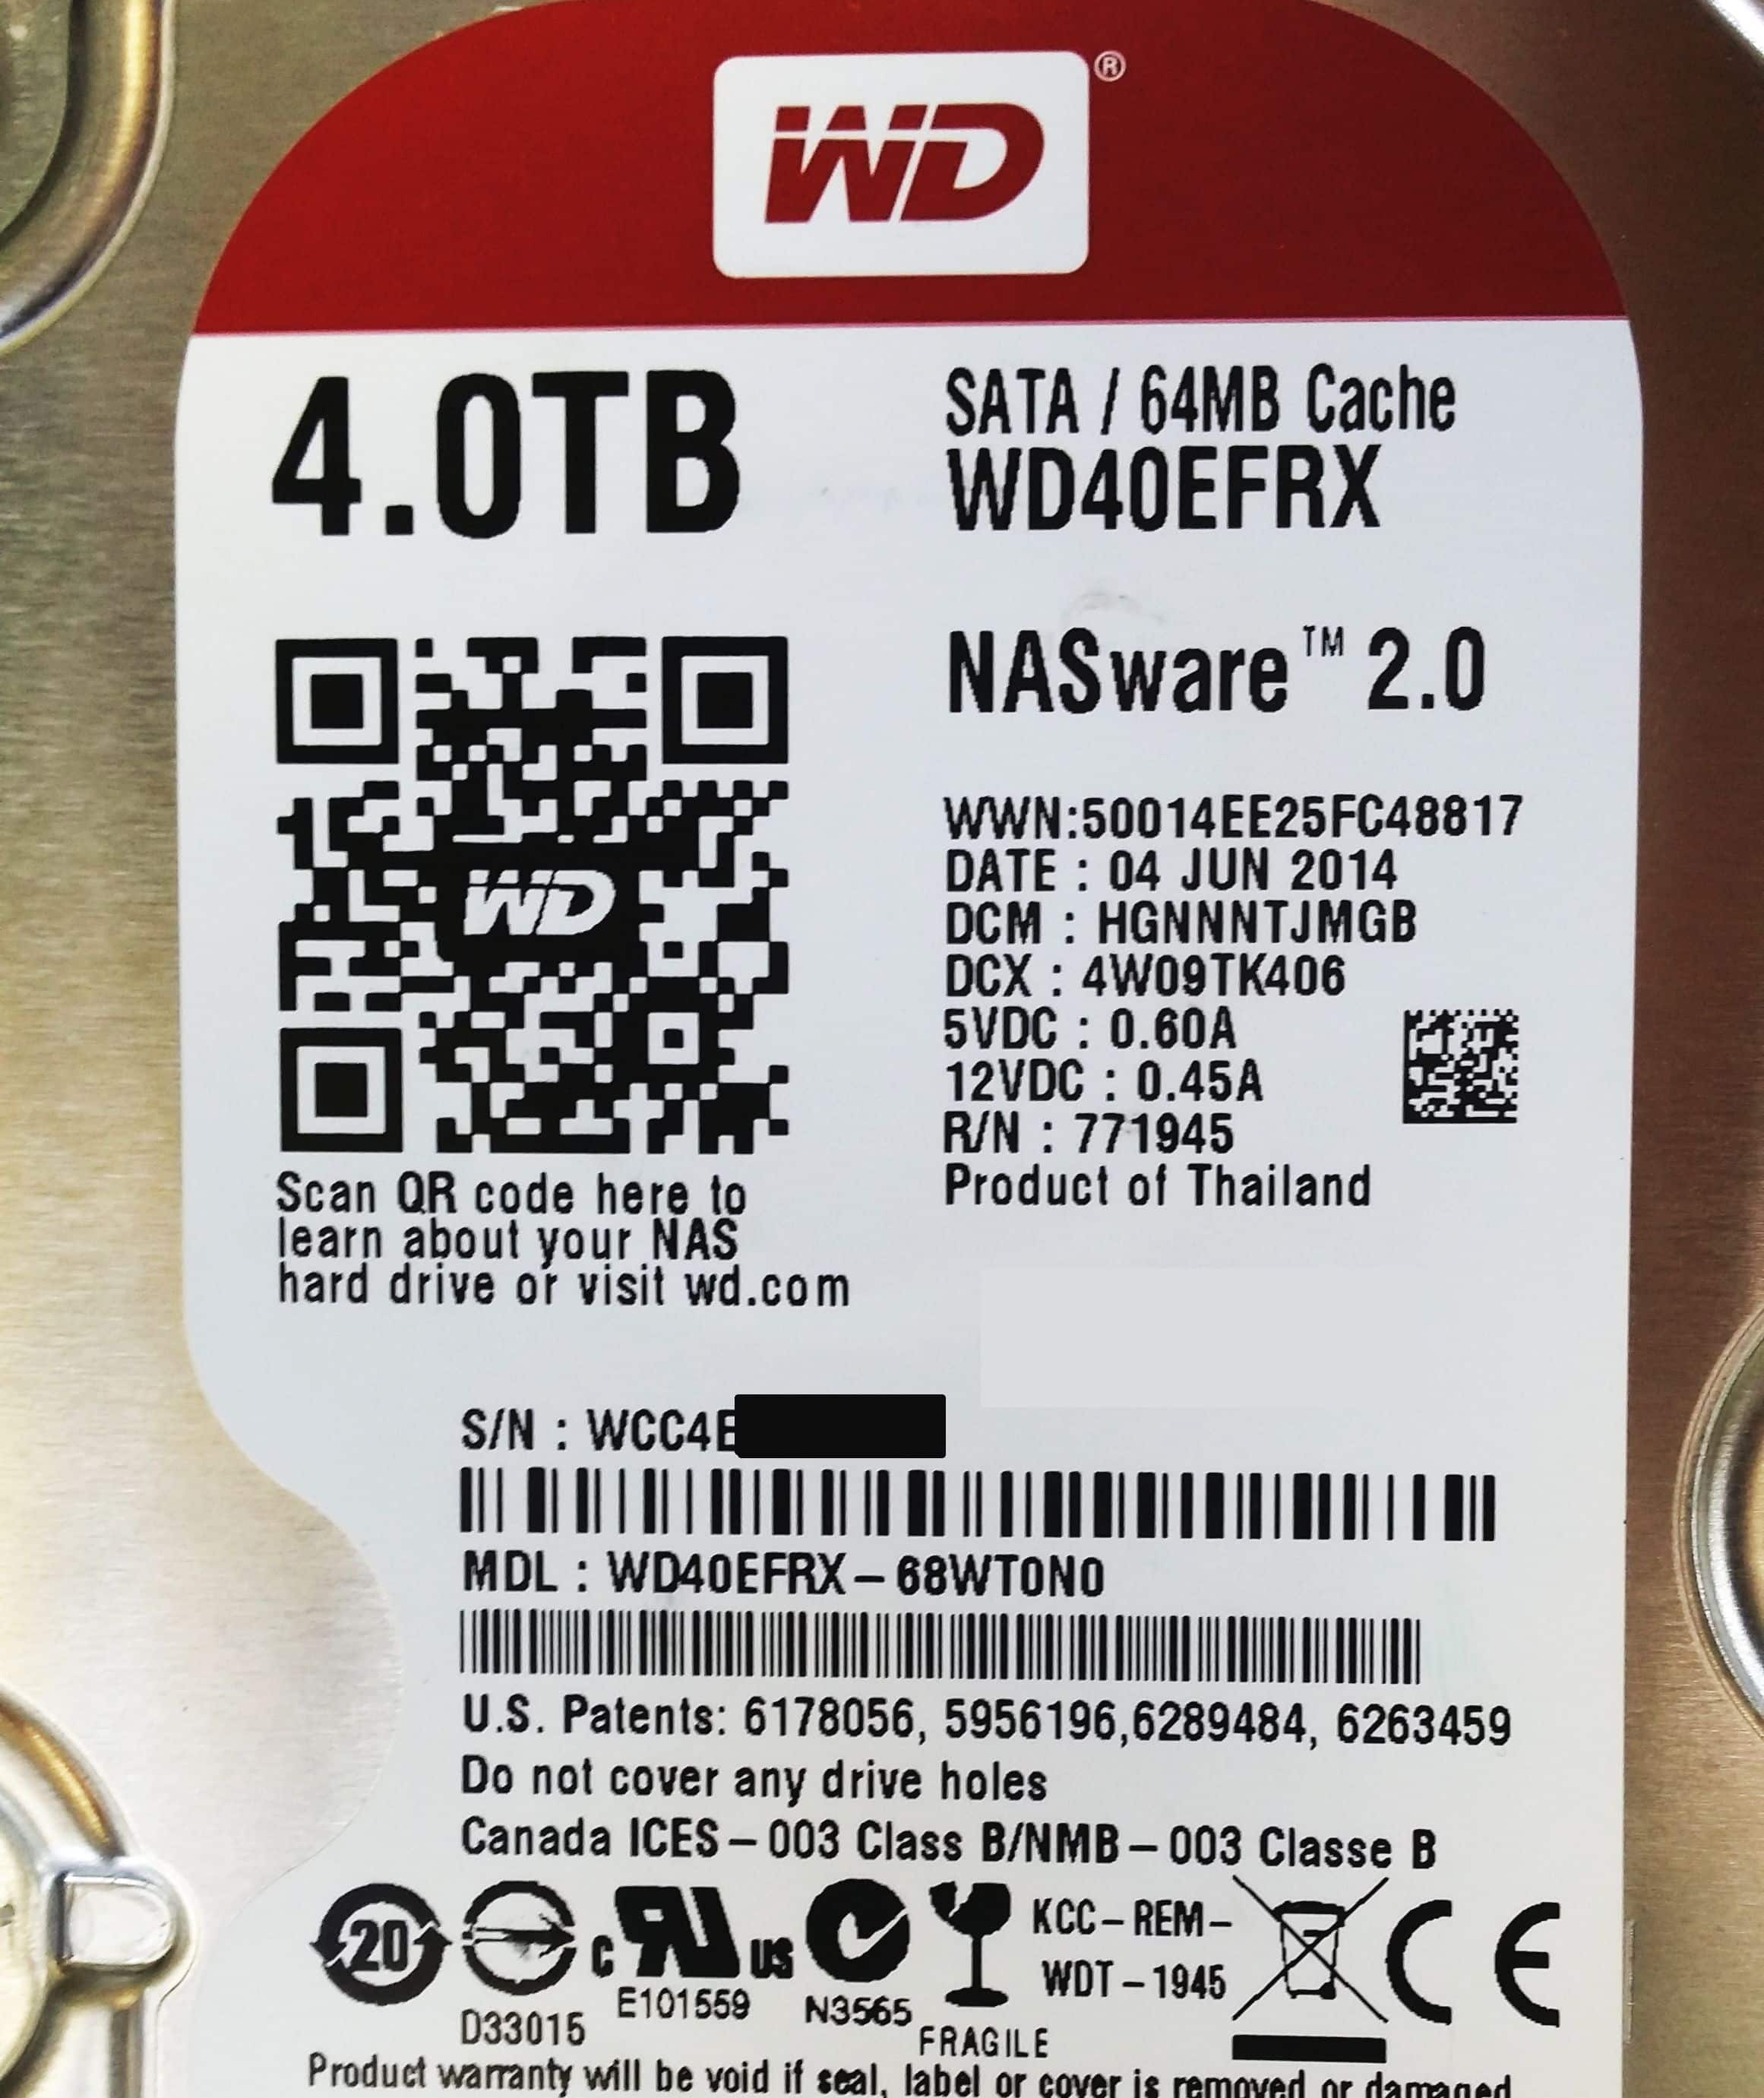 WD®
4.0TB
SATA / 64MB Cache
WD40EFRX
NASware™ 2.0
WWN:50014EE25FC48817
DATE : 04 JUN 2014
DCM : HGNNNTJMGB
DCX : 4W09TK406
5VDC : 0.60A
12VDC : 0.45A
R/N : 771945
Product of Thailand
WD
Scan QR code here to
learn about your NAS
hard drive or visit wd.com
S/N : WCC4E
MDL : WD40EFRX-68WT0N0
U.S. Patents: 6178056, 5956196,6289484, 6263459
Do not cover any drive holes
Canada ICES-003 Class B/NMB-003 Classe B
20
D33015
c RU US
E101559
N3565
FRAGILE
KCC-REM-
WDT-1945
CE
Product warranty will be void if seal, label or cover is removed or damaged